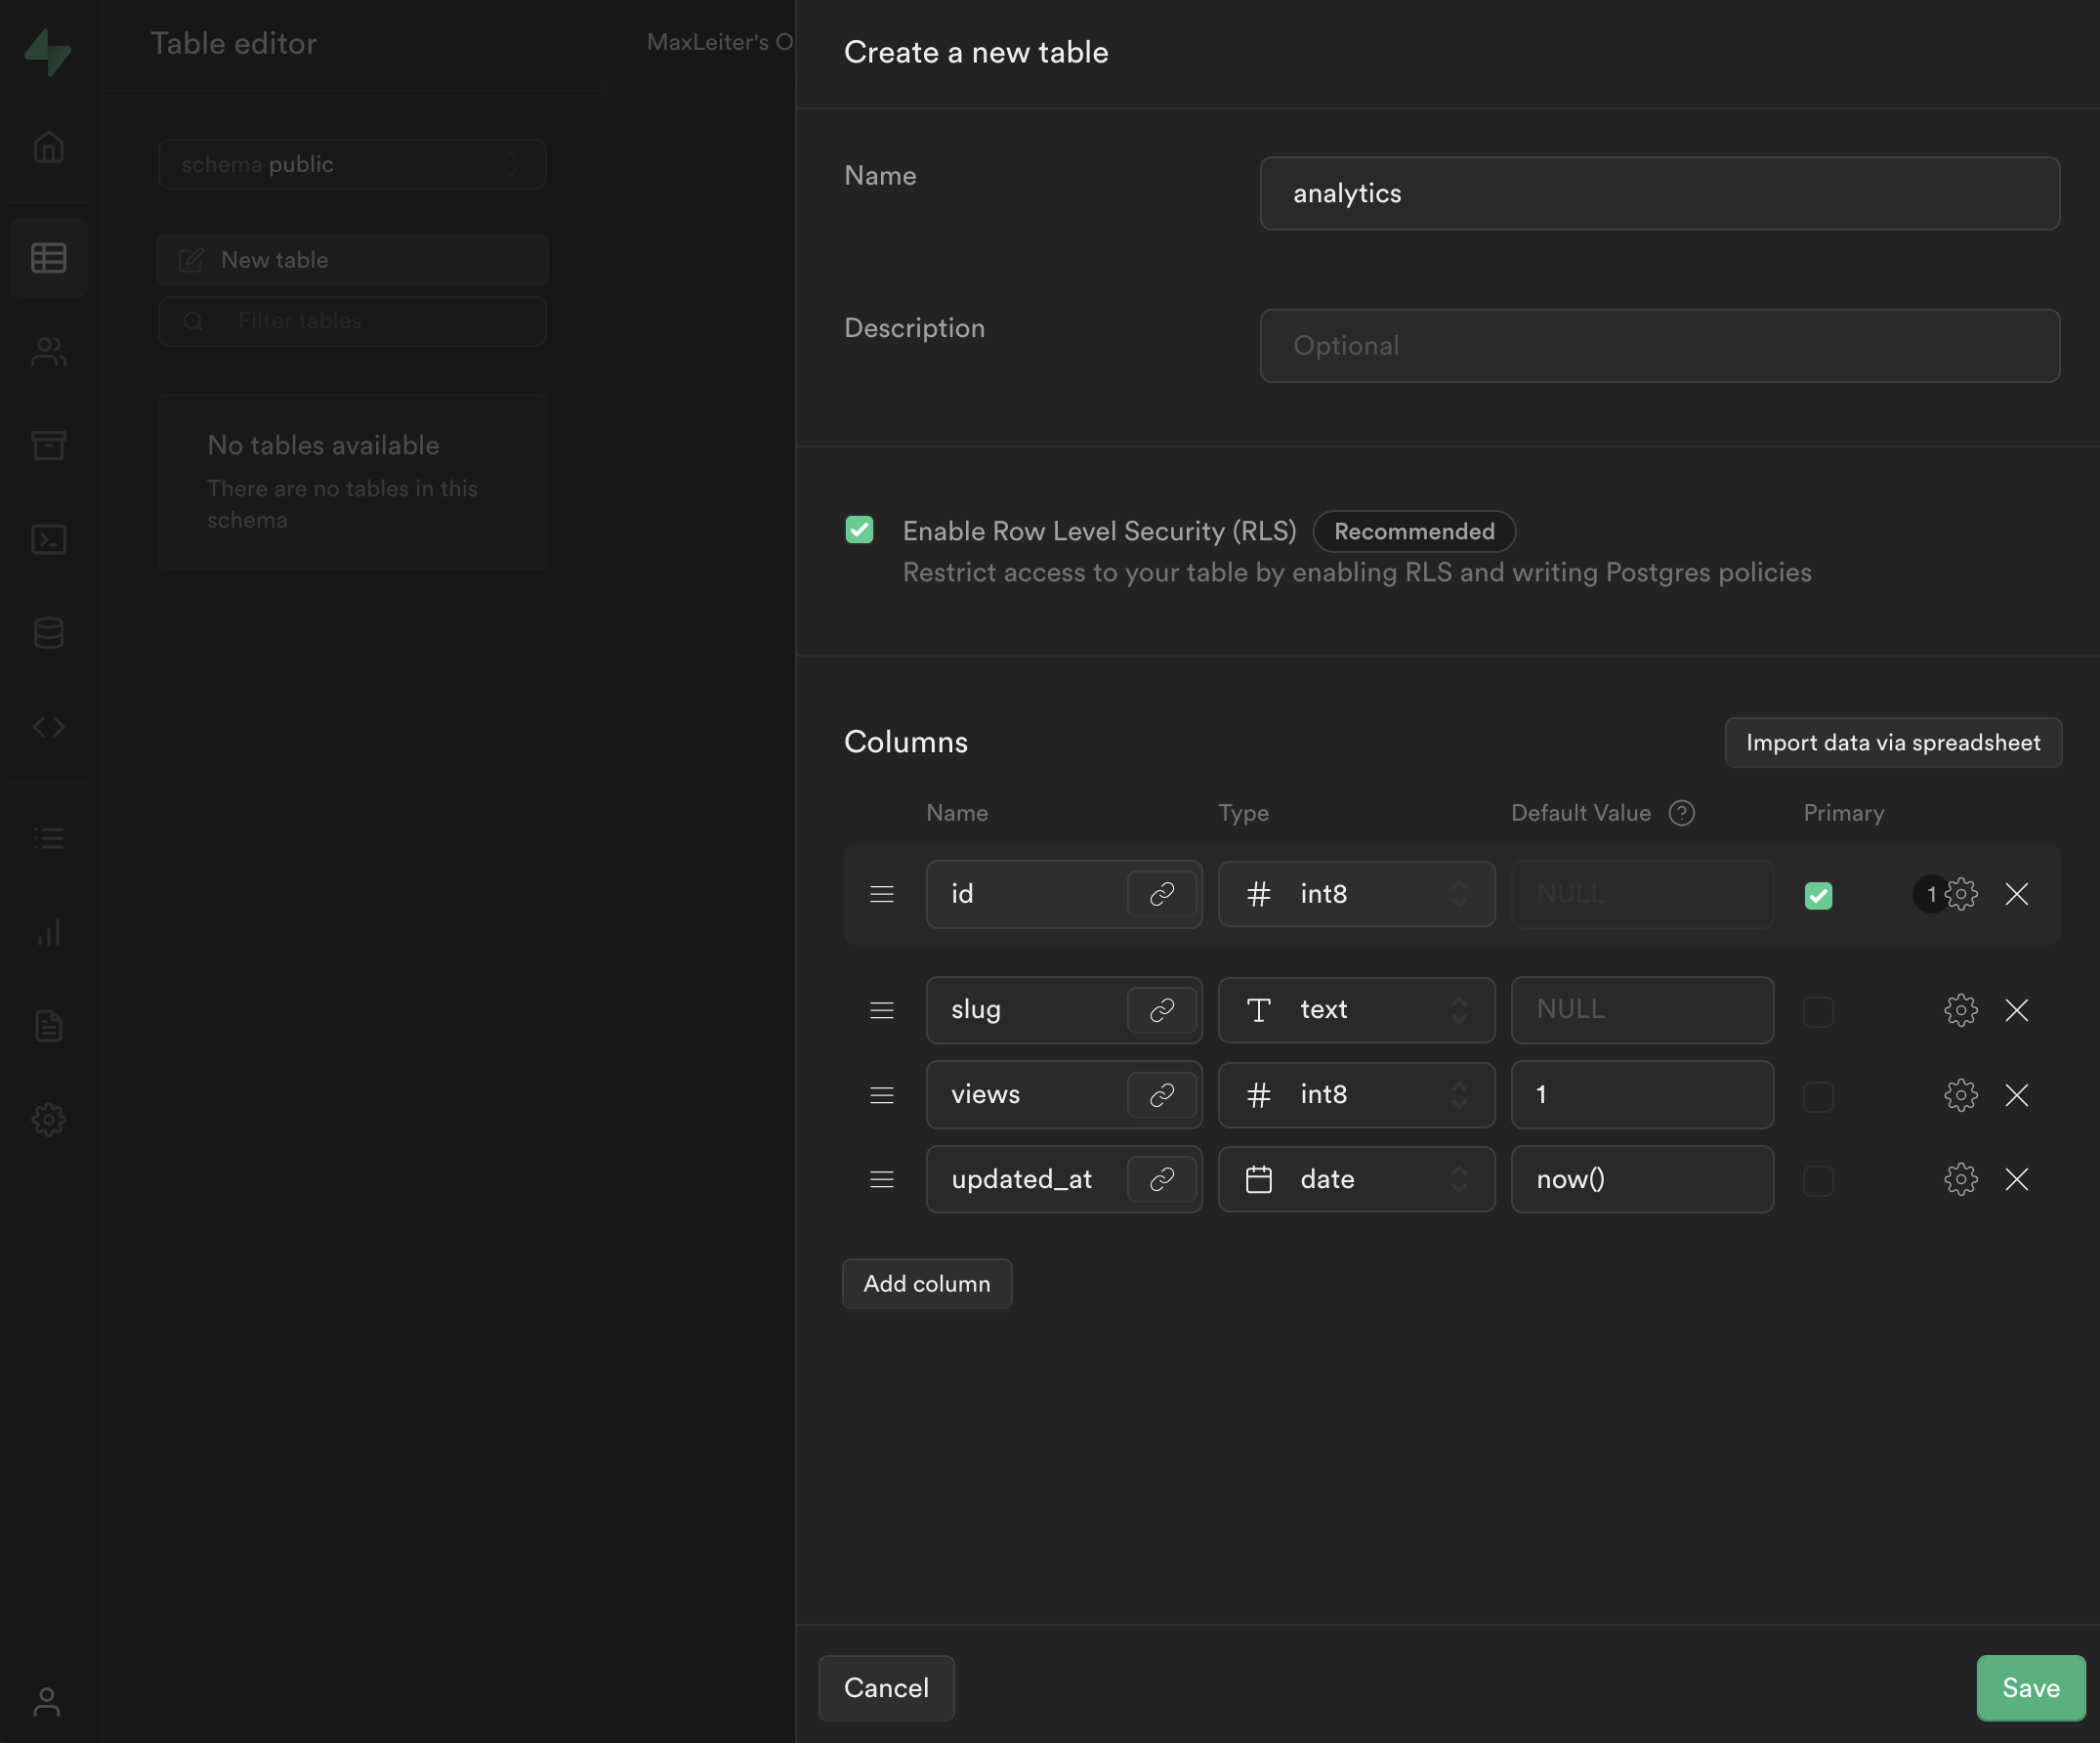 Table editor
MaxLeiter's O
schema public
New table
Filter tables
No tables available
There are no tables in this
schema
Create a new table
Name
analytics
Description
Optional
Enable Row Level Security (RLS) Recommended
Restrict access to your table by enabling RLS and writing Postgres policies
Columns
Import data via spreadsheet
Name Type Default Value ? Primary
id # int8 NULL 1
slug T text NULL
views # int8 1
updated_at date now()
Add column
Cancel
Save